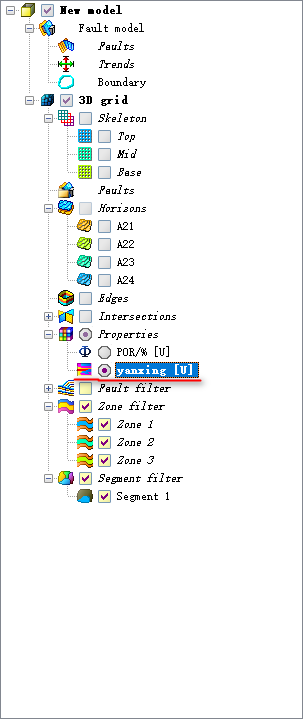 New model
Fault model
Faults
Trends
Boundary
3D grid
Skeleton
Top
Mid
Base
Faults
Horisons
A21
A22
A23
A24
Edges
Intersections
Properties
POR/% [U]
yanxing [U]
Fault filter
Zone filter
Zone 1
Zone 2
Zone 3
Segment filter
Segment 1